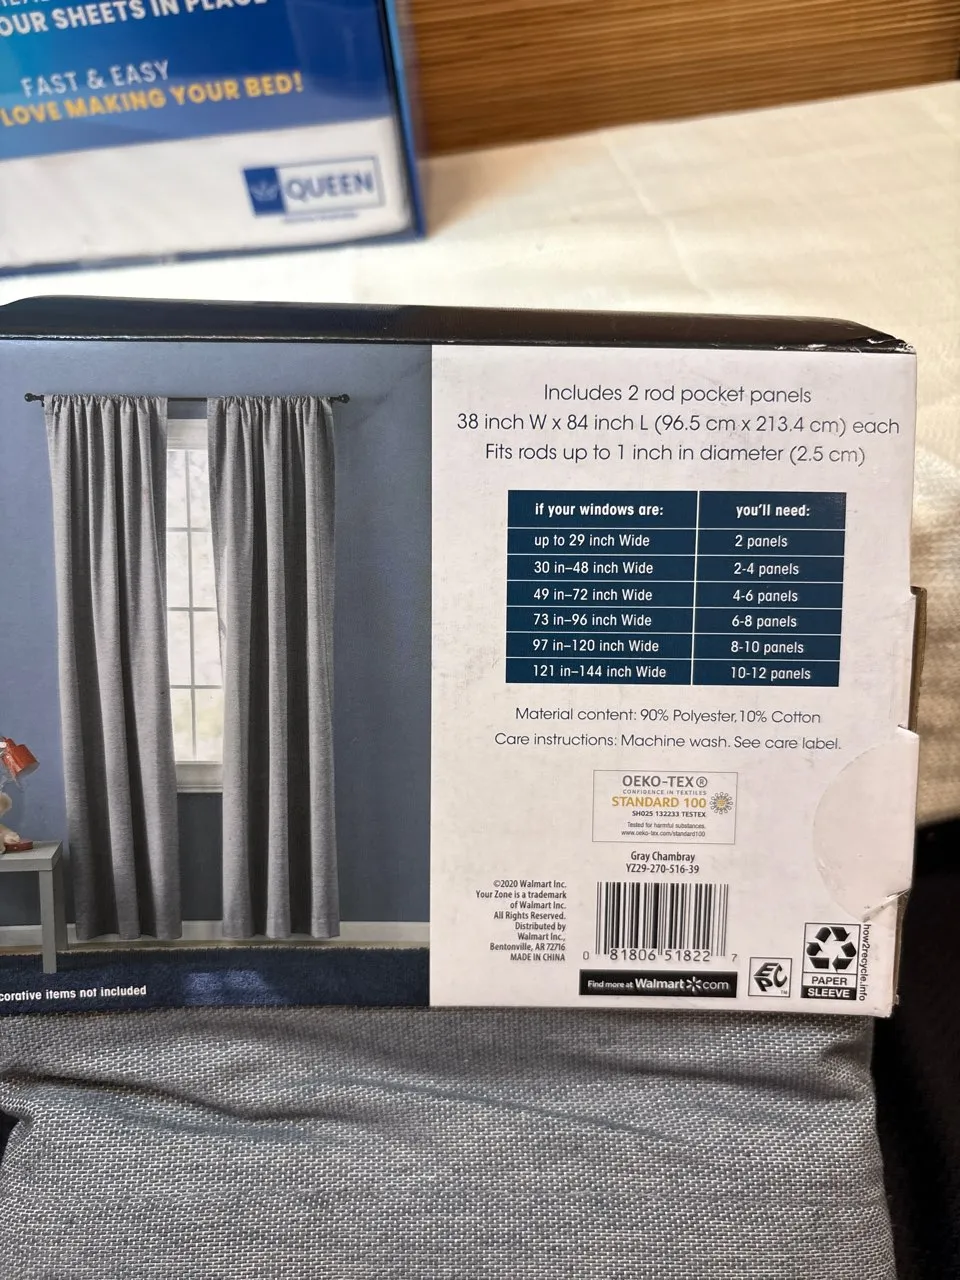 OUR SHEETS IN PLACE
FAST & EASY
LOVE MAKING YOUR BED!
QUEEN
Includes 2 rod pocket panels
38 inch W x 84 inch L (96.5 cm x 213.4 cm) each
Fits rods up to 1 inch in diameter (2.5 cm)
if your windows are: you'll need:
up to 29 inch Wide 2 panels
30 in–48 inch Wide 2-4 panels
49 in–72 inch Wide 4-6 panels
73 in–96 inch Wide 6-8 panels
97 in–120 inch Wide 8-10 panels
121 in–144 inch Wide 10-12 panels
Material content: 90% Polyester, 10% Cotton
Care instructions: Machine wash. See care label.
OEKO-TEX®
CONFIDENCE IN TEXTILES
STANDARD 100
SH025 132233 TESTEX
Tested for harmful substances.
www.oeko-tex.com/standard100
Gray Chambray
YZ29-270-516-39
©2020 Walmart Inc.
Your Zone is a trademark
of Walmart Inc.
All Rights Reserved.
Distributed by
Walmart Inc.,
Bentonville, AR 72716
MADE IN CHINA
0 81806 51822 7
Find more at Walmart.com
EPC™
PAPER
SLEEVE
how2recycle.info
corative items not included